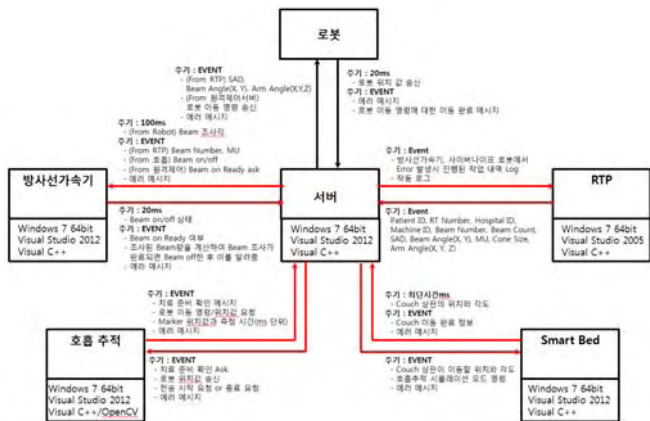 로봇
주기 : EVENT
- (From RTP) SAD,
Beam Angle(X, Y), Arm Angle(X,Y,Z)
- (From 원격제어서버)
로봇 이동 명령 송신
- 에러 메시지
주기 : 20ms
- 로봇 위치 값 송신
주기 : EVENT
- 에러 메시지
- 로봇 이동 명령에 대한 이동 완료 메시지
주기 : 100ms
- (From Robot) Beam 조사각
주기 : EVENT
- (From RTP) Beam Number, MU
- (From 호흡) Beam on/off
- (From 원격제어) Beam on Ready ask
- 에러 메시지
방사선가속기
Windows 7 64bit
Visual Studio 2012
Visual C++
서버
Windows 7 64bit
Visual Studio 2012
Visual C++
주기 : Event
- 방사선가속기, 사이버나이프 로봇에서
Error 발생시 진행된 작업 내역 Log
- 작동 로그
RTP
Windows 7 64bit
Visual Studio 2005
Visual C++
주기 : 20ms
- Beam on/off 상태
주기 : EVENT
- Beam on Ready 여부
- 조사된 Beam량을 계산하여 Beam 조사가
완료되면 Beam off한 후 이를 알려줌
- 에러 메시지
주기 : Event
Patient ID, RT Number, Hospital ID,
Machine ID, Beam Number, Beam Count,
SAD, Beam Angle(X, Y), MU, Cone Size,
Arm Angle(X, Y, Z)
주기 : EVENT
- 치료 준비 확인 메시지
- 로봇 이동 명령/위치값 요청
- Marker 위치값과 측정 시간(ms 단위)
- 에러 메시지
주기 : 최단시간ms
- Couch 상판의 위치와 각도
주기 : EVENT
- Couch 이동 완료 정보
- 에러 메시지
호흡 추적
Windows 7 64bit
Visual Studio 2012
Visual C++/OpenCV
주기 : EVENT
- 치료 준비 확인 Ask
- 로봇 위치값 송신
- 전송 시작 요청 or 종료 요청
- 에러 메시지
주기 : EVENT
- Couch 상판이 이동할 위치와 각도
- 호흡추적 시뮬레이션 모드 명령
- 에러 메시지
Smart Bed
Windows 7 64bit
Visual Studio 2012
Visual C++